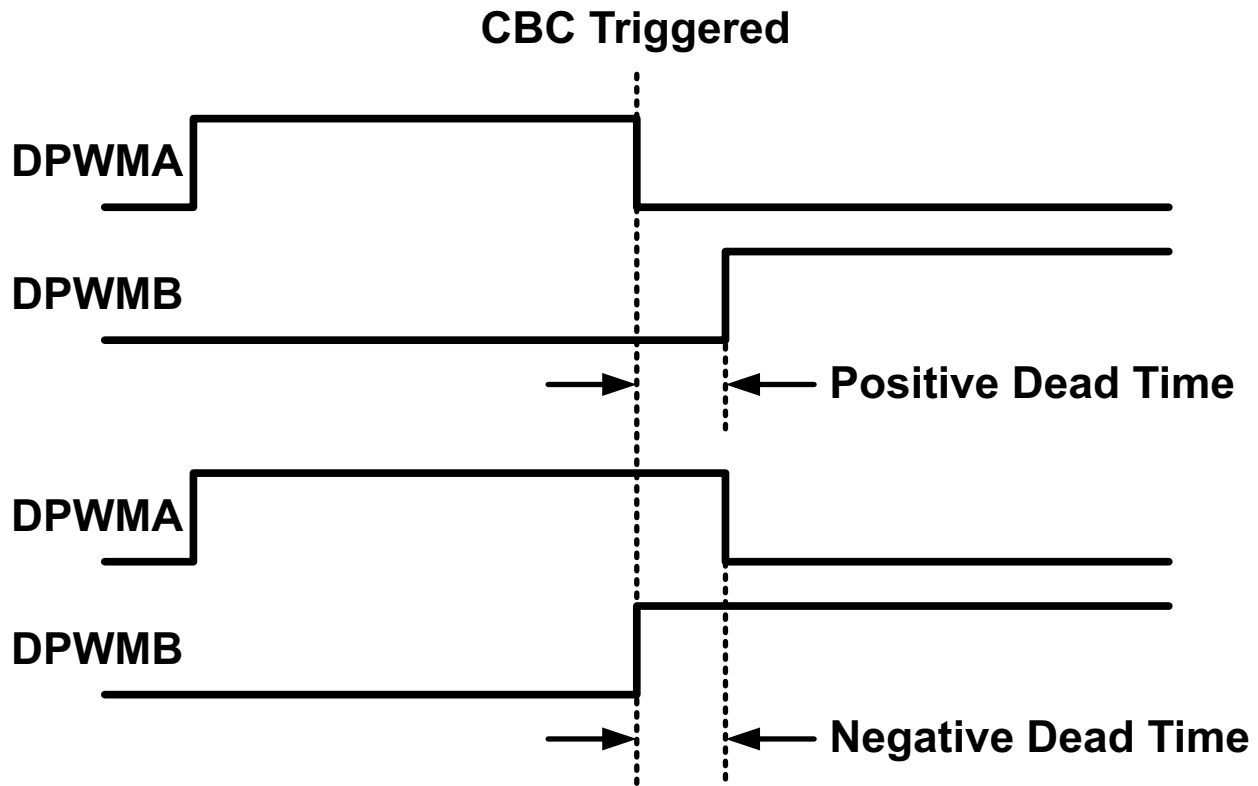 CBC Triggered
DPWMA
DPWMB
Positive Dead Time
DPWMA
DPWMB
Negative Dead Time